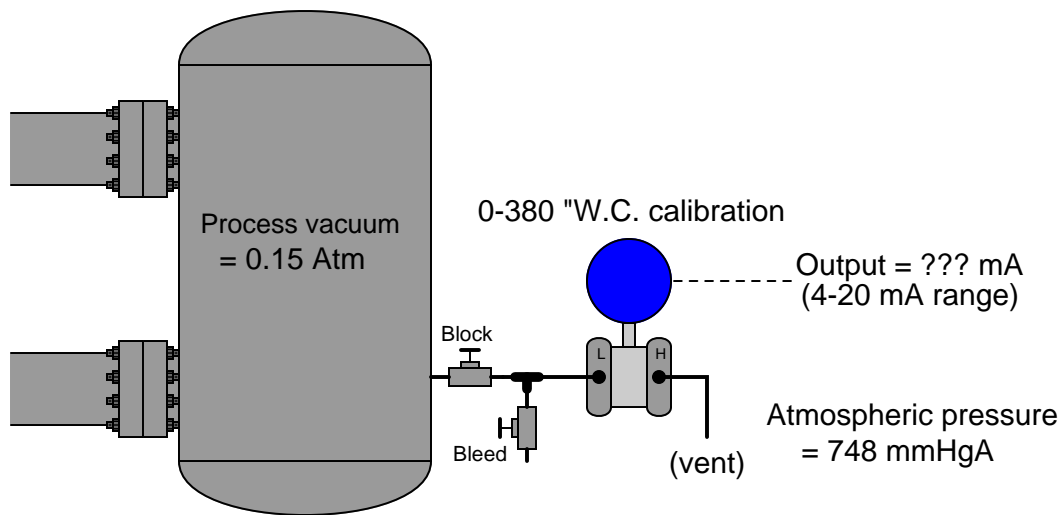 0-380 "W.C. calibration
Process vacuum
= 0.15 Atm
Output = ??? mA
(4-20 mA range)
Block
L
H
Bleed
(vent)
Atmospheric pressure
= 748 mmHgA